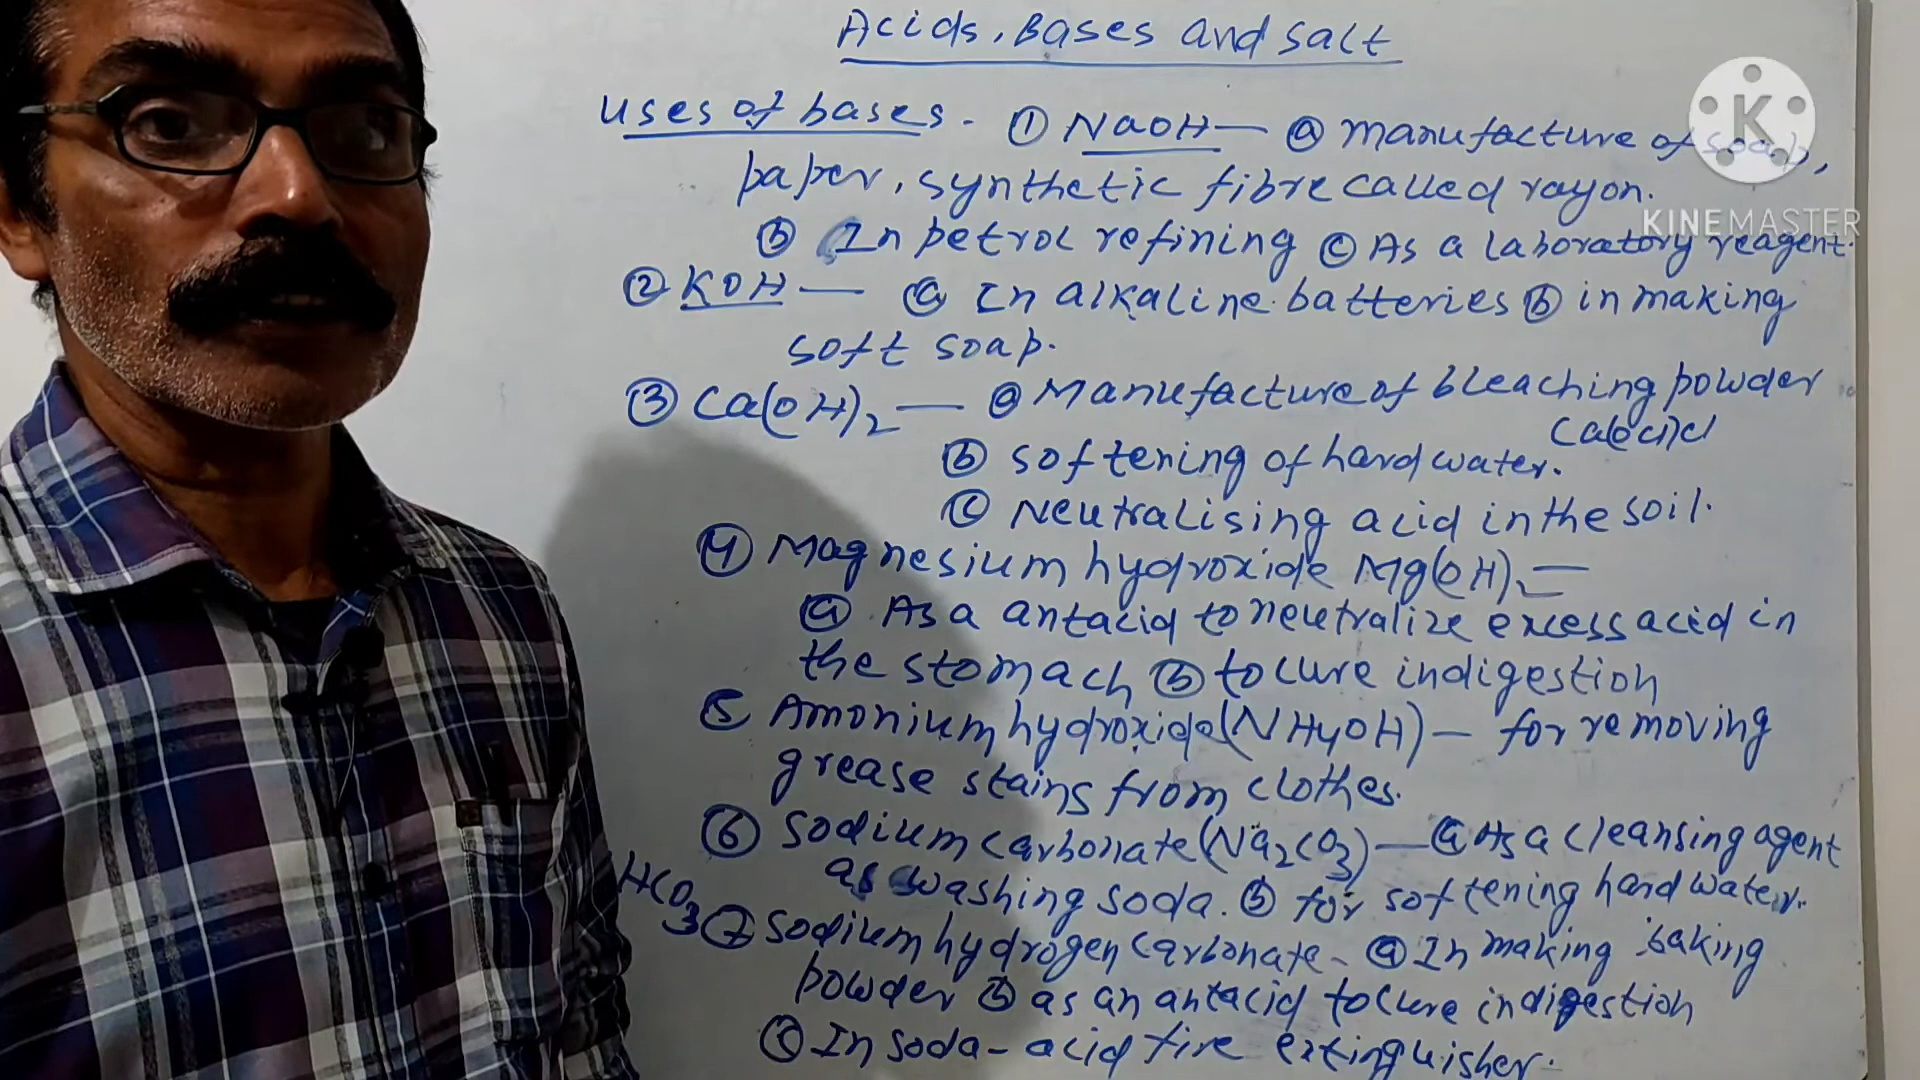 Acids, Bases and Salt
Uses of bases - ① NaOH — ⓐ Manufacture of soap,
paper, synthetic fibre called rayon.
ⓑ In petrol refining ⓒ As a laboratory reagent.
② KOH — ⓐ In alkaline batteries ⓑ in making
soft soap.
③ Ca(OH)₂ — ⓐ Manufacture of bleaching powder
Ca(OCl)Cl
ⓑ Softening of hard water.
ⓒ Neutralising acid in the soil.
④ Magnesium hydroxide Mg(OH)₂ —
ⓐ As a antacid to neutralize excess acid in
the stomach ⓑ to cure indigestion
⑤ Amonium hydroxide (NH4OH) — for removing
grease stains from clothes.
⑥ Sodium carbonate (Na₂CO₃) — ⓐ As a cleansing agent
as washing soda. ⓑ for softening hard water.
HCO₃ ⑦ Sodium hydrogen carbonate - ⓐ In making baking
powder ⓑ as an antacid to cure indigestion
ⓒ In soda-acid fire extinguisher.
K
KINEMASTER